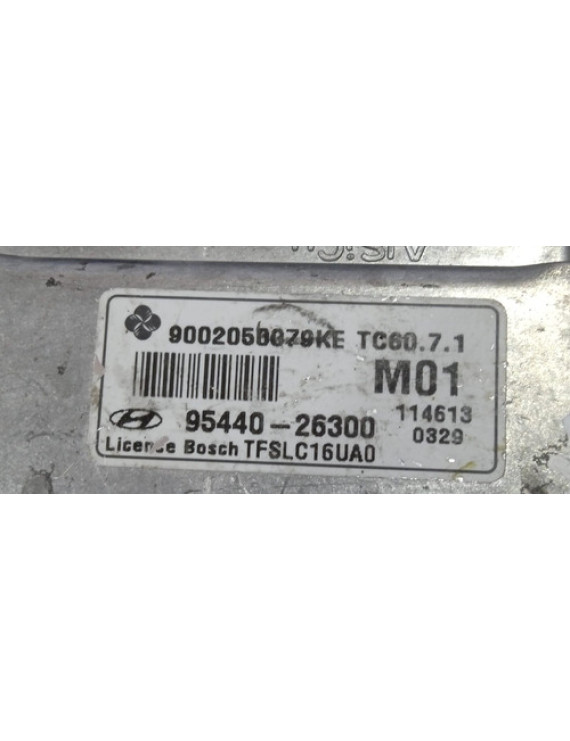 9002050079KE TC60.7.1
M01
95440-26300
114613
0329
License Bosch TFSLC16UA0